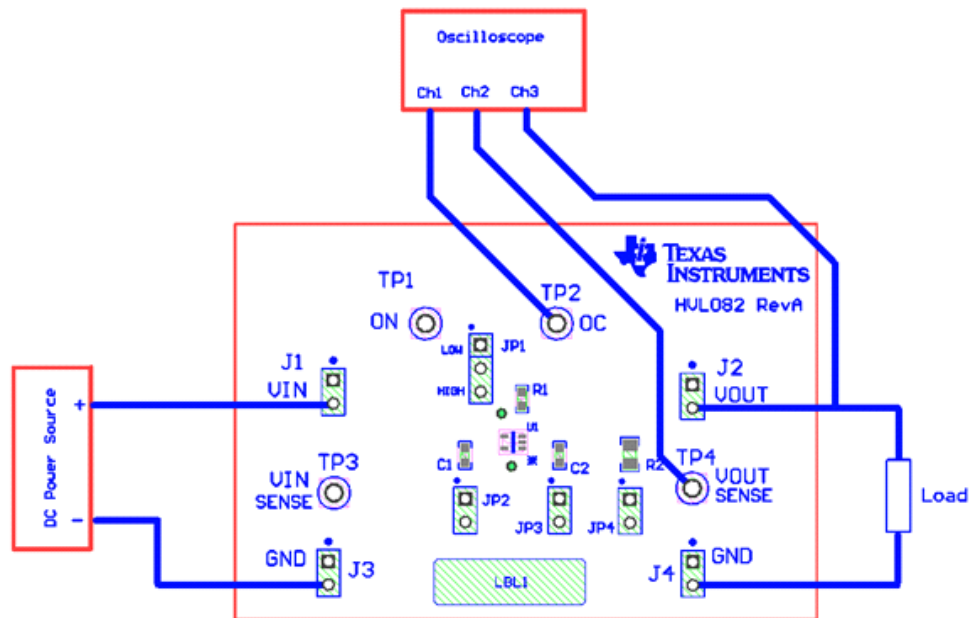 Oscilloscope
Ch1 Ch2 Ch3
TEXAS
INSTRUMENTS
HVL082 RevA
TP1
ON
TP2
OC
LOW
JP1
HIGH
R1
J1
VIN
J2
VOUT
DC Power Source
+
-
U1
C1
C2
R2
TP3
VIN
SENSE
TP4
VOUT
SENSE
JP2
JP3
JP4
Load
GND
J3
LBL1
J4
GND